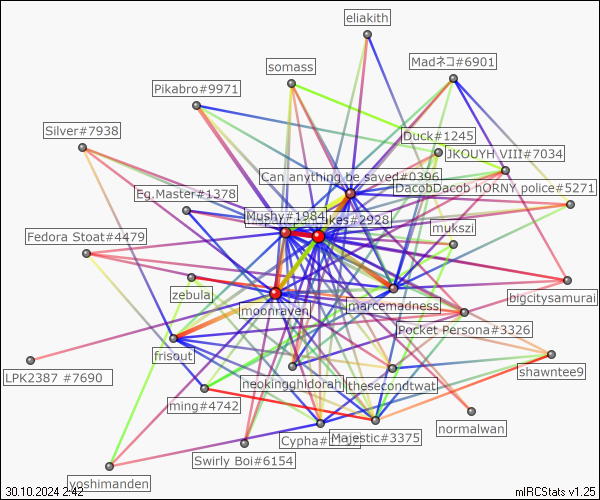 eliakith
Madネコ#6901
somass
Pikabro#9971
Duck#1245
Silver#7938
JKOUYH VIII#7034
Can anything be saved#0396
DacobDacob hORNY police#5271
Eg.Master#1378
Mushy#1984
cakes#2928
mukszi
Fedora Stoat#4479
zebula
moonraven
marcemadness
bigcitysamurai
Pocket Persona#3326
frisout
LPK2387 #7690
neokingghidorah
thesecondtwat
shawntee9
ming#4742
normalwan
Cypha#
Majestic#3375
Swirly Boi#6154
yoshimanden
30.10.2024 2:42
mIRCStats v1.25